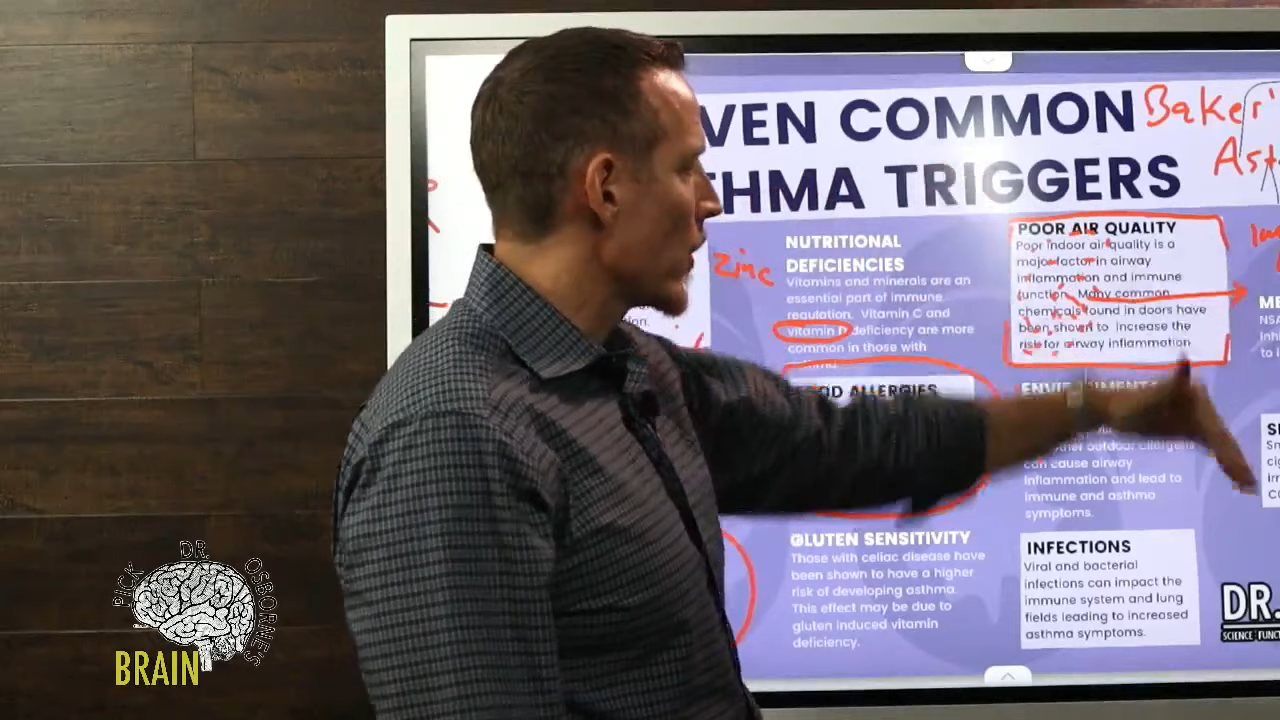 VEN COMMON
THMA TRIGGERS
Baker'
zinc
NUTRITIONAL
DEFICIENCIES
Vitamins and minerals are an
essential part of immune
regulation. Vitamin C and
vitamin D deficiency are more
common in those with
POOR AIR QUALITY
Poor indoor air quality is a
major factor in airway
inflammation and immune
function. Many common
chemicals found in doors have
been shown to increase the
risk for airway inflammation
FOOD ALLERGIES
other outdoor allergens
can cause airway
inflammation and lead to
immune and asthma
symptoms.
GLUTEN SENSITIVITY
Those with celiac disease have
been shown to have a higher
risk of developing asthma.
This effect may be due to
gluten induced vitamin
deficiency.
INFECTIONS
Viral and bacterial
infections can impact the
immune system and lung
fields leading to increased
asthma symptoms.
DR.
PICK DR. OSBORNE'S
BRAIN